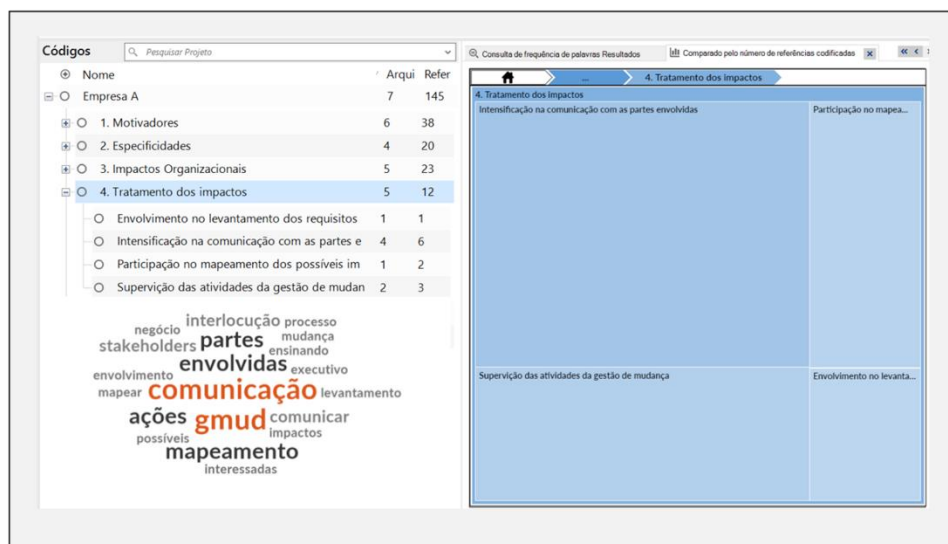 Códigos
Pesquisar Projeto
Nome Arqui Refer
Empresa A 7 145
1. Motivadores 6 38
2. Especificidades 4 20
3. Impactos Organizacionais 5 23
4. Tratamento dos impactos 5 12
Envolvimento no levantamento dos requisitos 1 1
Intensificação na comunicação com as partes e 4 6
Participação no mapeamento dos possíveis im 1 2
Supervição das atividades da gestão de mudan 2 3
interlocução processo
negócio mudança
stakeholders partes ensinando
envolvidas executivo
envolvimento
mapear comunicação levantamento
ações gmud comunicar
possíveis impactos
mapeamento
interessadas
Consulta de frequência de palavras Resultados
Comparado pelo número de referências codificadas
... 4. Tratamento dos impactos
4. Tratamento dos impactos
Intensificação na comunicação com as partes envolvidas
Participação no mapea...
Supervição das atividades da gestão de mudança
Envolvimento no levanta...